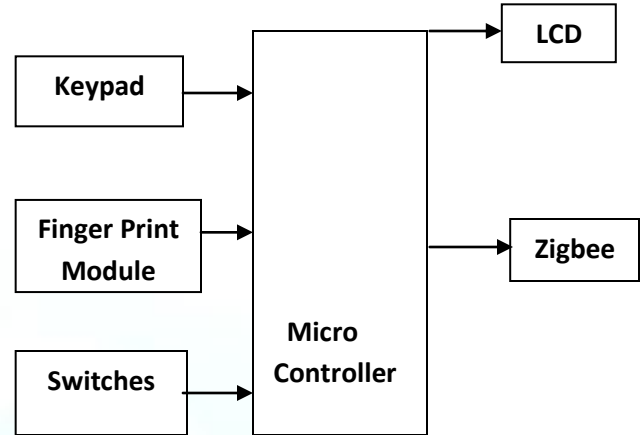 LCD
Keypad
Finger Print
Module
Zigbee
Micro
Controller
Switches